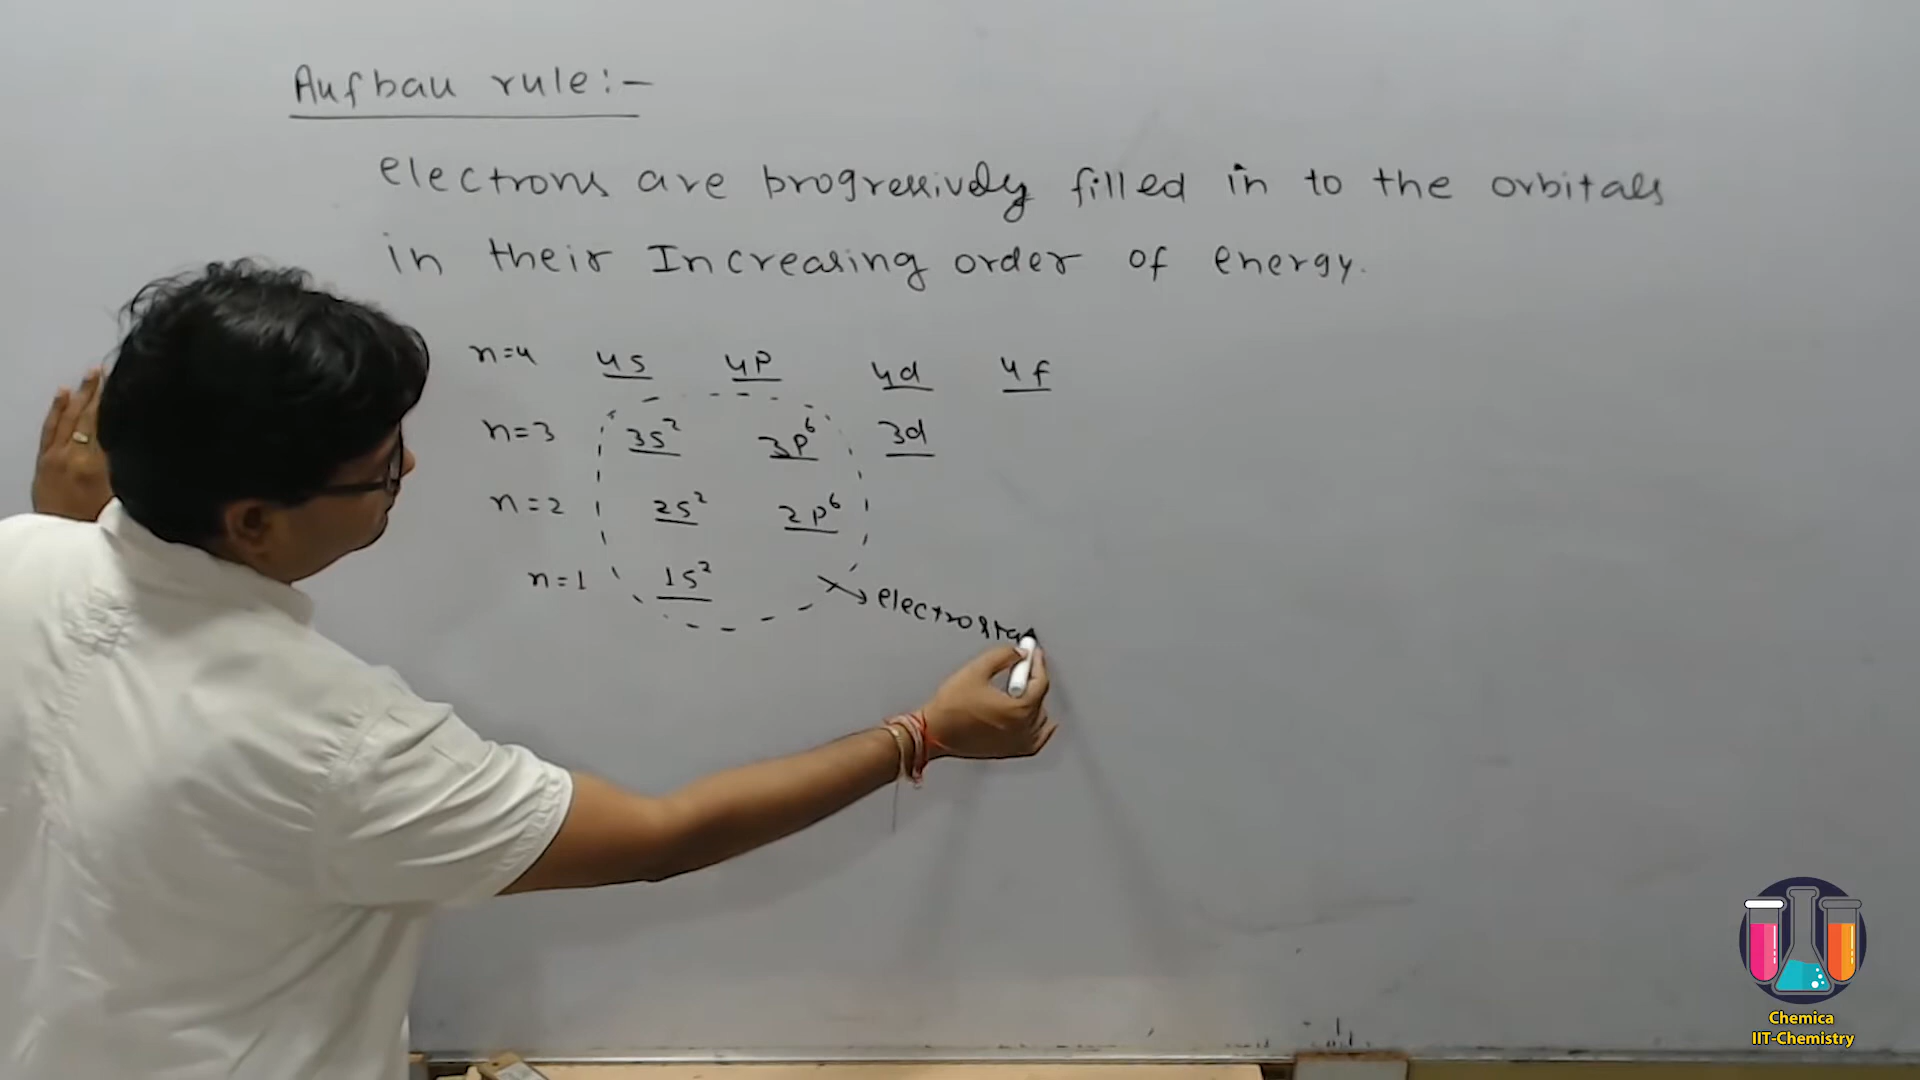 Aufbau rule:-
electrons are progressively filled in to the orbitals
in their Increasing order of energy.
n=4 4s 4p 4d 4f
n=3 3s² 3p⁶ 3d
n=2 2s² 2p⁶
n=1 1s²
→ electrosta
Chemica
IIT-Chemistry